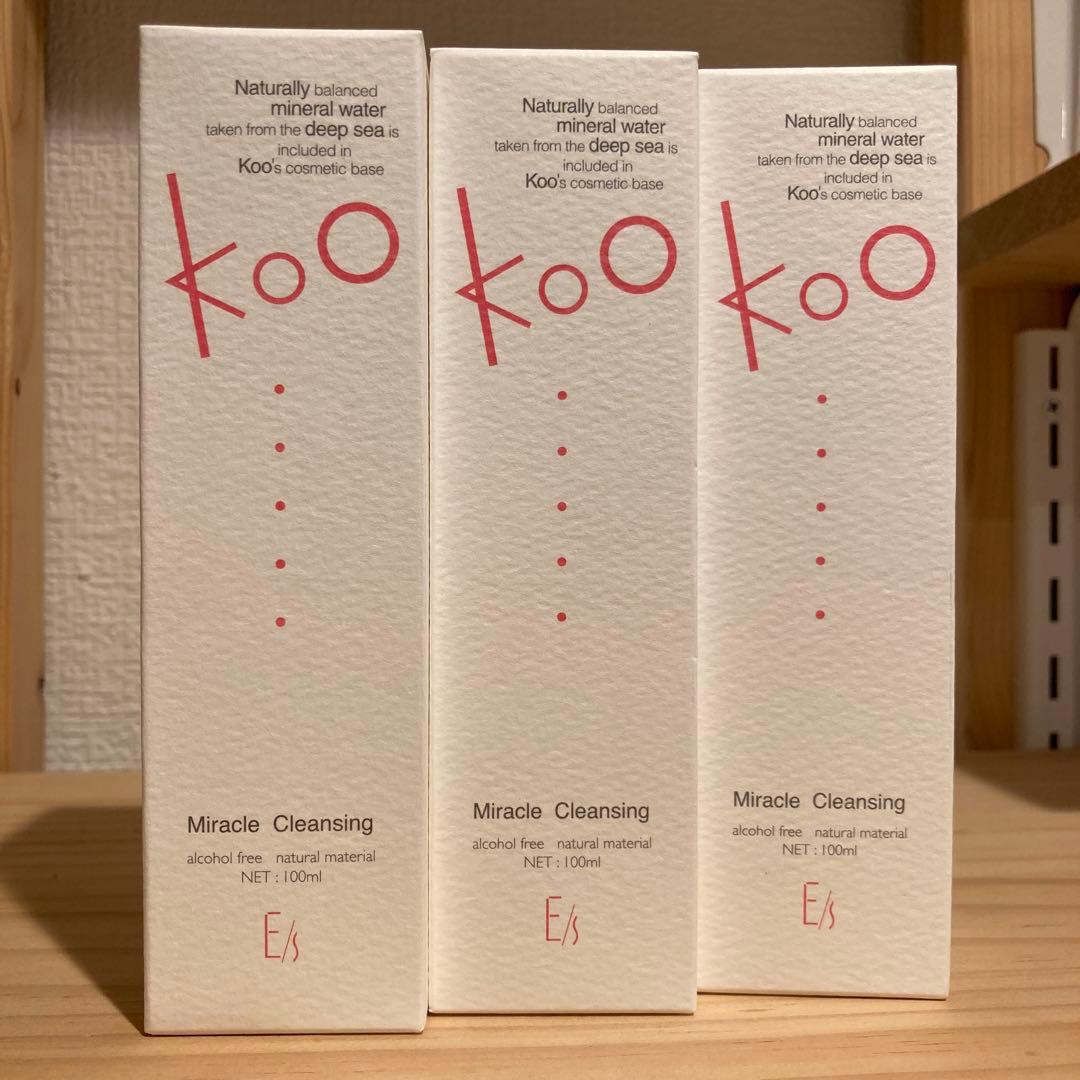 Naturally balanced
mineral water
taken from the deep sea is
included in
Koo's cosmetic base
Koo
Miracle Cleansing
alcohol free natural material
NET : 100ml
E/s
Naturally balanced
mineral water
taken from the deep sea is
included in
Koo's cosmetic base
Koo
Miracle Cleansing
alcohol free natural material
NET : 100ml
E/s
Naturally balanced
mineral water
taken from the deep sea is
included in
Koo's cosmetic base
Koo
Miracle Cleansing
alcohol free natural material
NET : 100ml
E/s